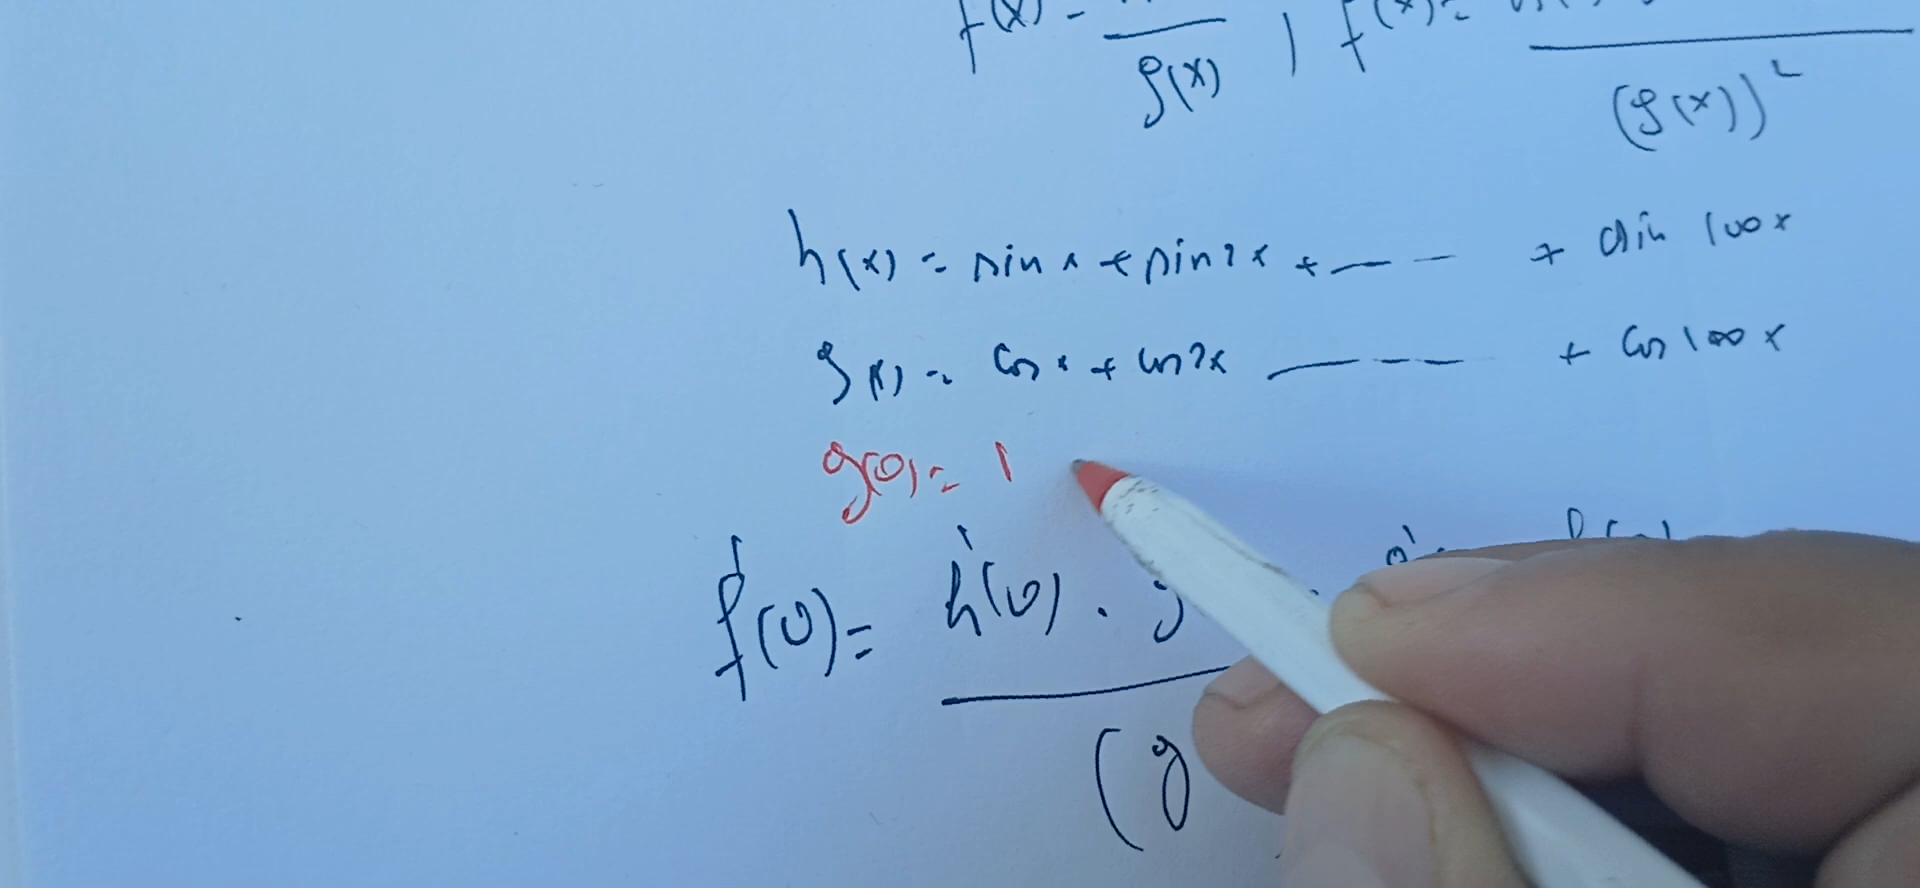 f(x) = g(x) , f'(x) = (g(x))²
h(x) = sin x + sin 2x + --- + sin 100x
g(x) = cos x + cos 2x --- + cos 100x
g(0) = 1
f'(0) = h'(0) . g
(g